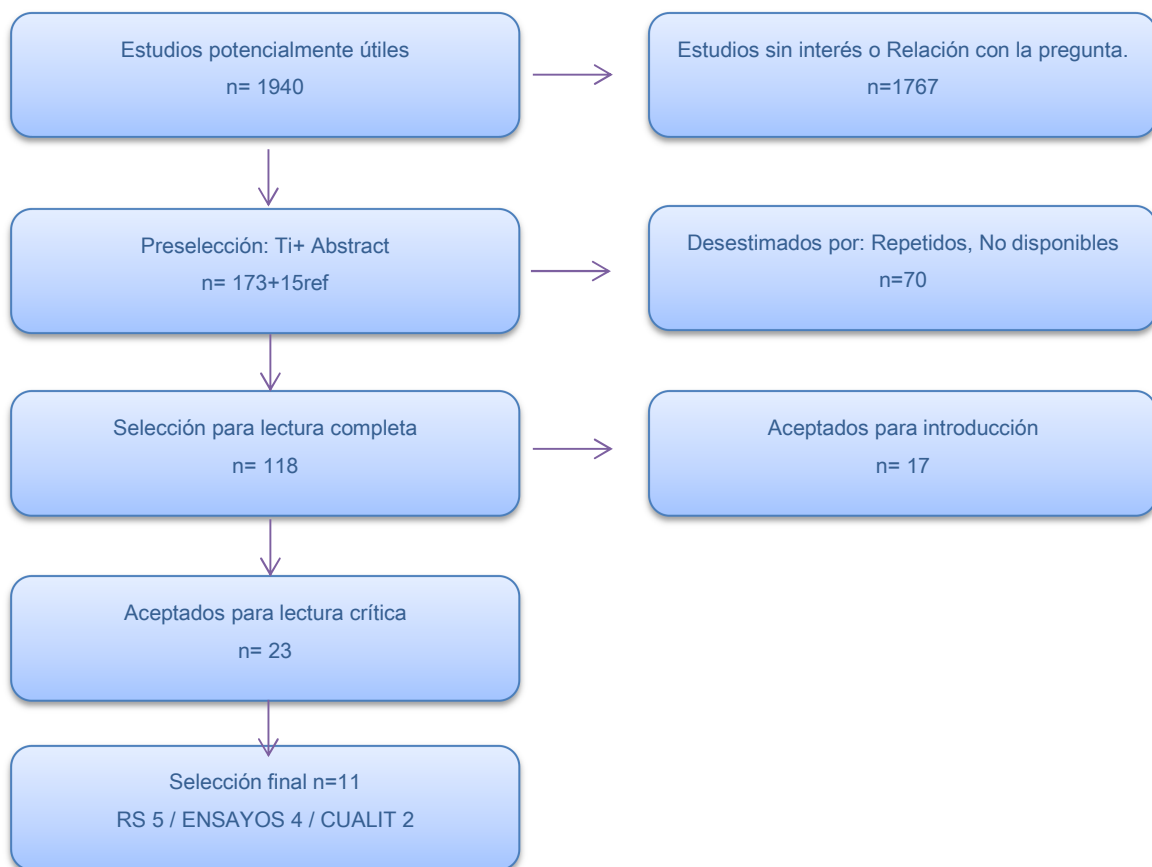 Estudios potencialmente útiles
n= 1940
Estudios sin interés o Relación con la pregunta.
n=1767
Preselección: Ti+ Abstract
n= 173+15ref
Desestimados por: Repetidos, No disponibles
n=70
Selección para lectura completa
n= 118
Aceptados para introducción
n= 17
Aceptados para lectura crítica
n= 23
Selección final n=11
RS 5 / ENSAYOS 4 / CUALIT 2